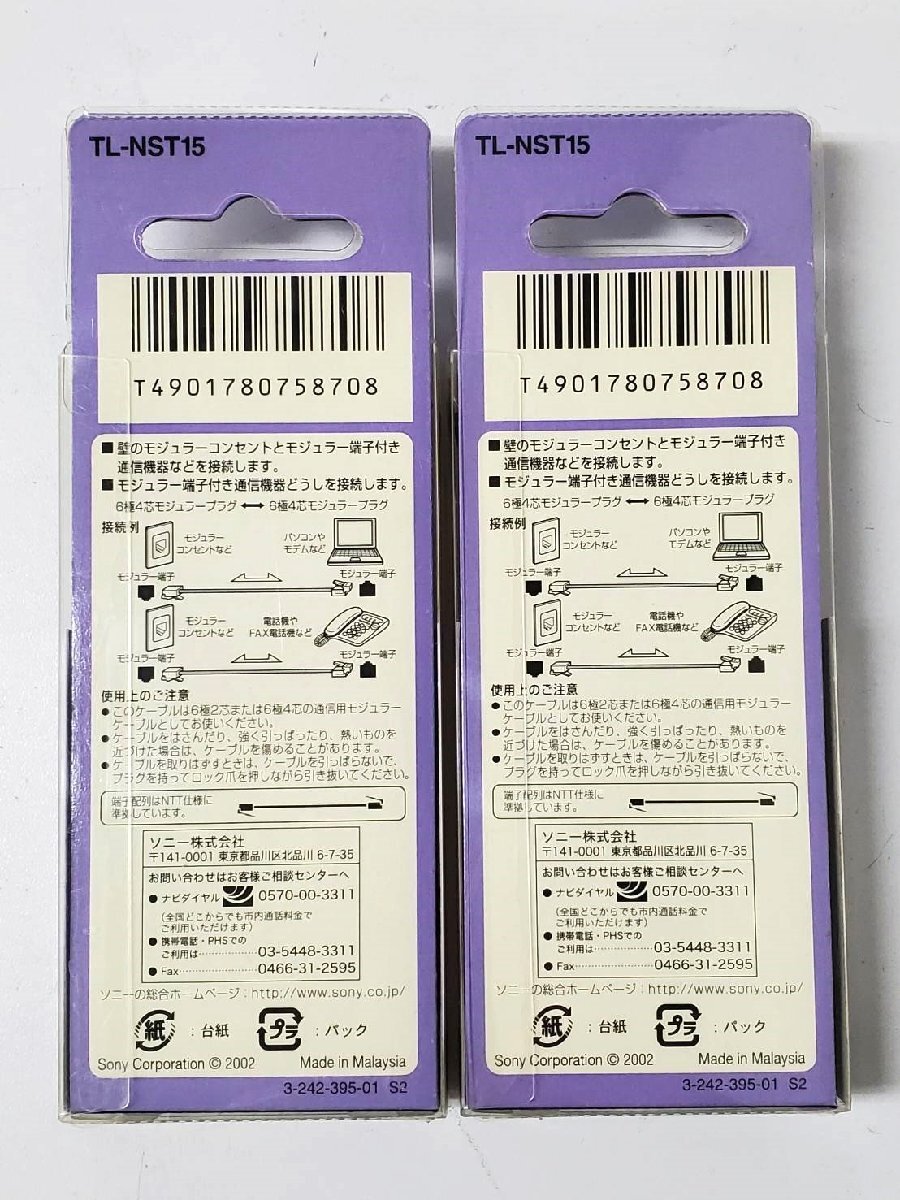 TL-NST15
T4901780758708
■壁のモジュラーコンセントとモジュラー端子付き
通信機器などを接続します。
■モジュラー端子付き通信機器どうしを接続します。
6極4芯モジュラープラグ ⟷ 6極4芯モジュラープラグ
接続例
モジュラー
コンセントなど
パソコンや
モデムなど
モジュラー端子
モジュラー端子
モジュラー
コンセントなど
電話機や
FAX電話機など
モジュラー端子
モジュラー端子
使用上のご注意
●このケーブルは6極2芯または6極4芯の通信用モジュラー
ケーブルとしてお使いください。
●ケーブルをはさんだり、強く引っぱったり、熱いものを
近づけた場合は、ケーブルを傷めることがあります。
●ケーブルを取りはずすときは、ケーブルを引っぱらないで、
プラグを持ってロック爪を押しながら引き抜いてください。
端子配列はNTT仕様に
準拠しています。
ソニー株式会社
〒141-0001 東京都品川区北品川 6-7-35
お問い合わせはお客様ご相談センターへ
●ナビダイヤル 0570-00-3311
(全国どこからでも市内通話料金で
ご利用いただけます)
●携帯電話・PHSでの
ご利用は 03-5448-3311
●Fax 0466-31-2595
ソニーの総合ホームページ:http://www.sony.co.jp/
紙:台紙 プラ:パック
Sony Corporation © 2002 Made in Malaysia
3-242-395-01 S2
TL-NST15
T4901780758708
■壁のモジュラーコンセントとモジュラー端子付き
通信機器などを接続します。
■モジュラー端子付き通信機器どうしを接続します。
6極4芯モジュラープラグ ⟷ 6極4芯モジュラープラグ
接続例
モジュラー
コンセントなど
パソコンや
モデムなど
モジュラー端子
モジュラー端子
モジュラー
コンセントなど
電話機や
FAX電話機など
モジュラー端子
モジュラー端子
使用上のご注意
●このケーブルは6極2芯または6極4芯の通信用モジュラー
ケーブルとしてお使いください。
●ケーブルをはさんだり、強く引っぱったり、熱いものを
近づけた場合は、ケーブルを傷めることがあります。
●ケーブルを取りはずすときは、ケーブルを引っぱらないで、
プラグを持ってロック爪を押しながら引き抜いてください。
端子配列はNTT仕様に
準拠しています。
ソニー株式会社
〒141-0001 東京都品川区北品川 6-7-35
お問い合わせはお客様ご相談センターへ
●ナビダイヤル 0570-00-3311
(全国どこからでも市内通話料金で
ご利用いただけます)
●携帯電話・PHSでの
ご利用は 03-5448-3311
●Fax 0466-31-2595
ソニーの総合ホームページ:http://www.sony.co.jp/
紙:台紙 プラ:パック
Sony Corporation © 2002 Made in Malaysia
3-242-395-01 S2